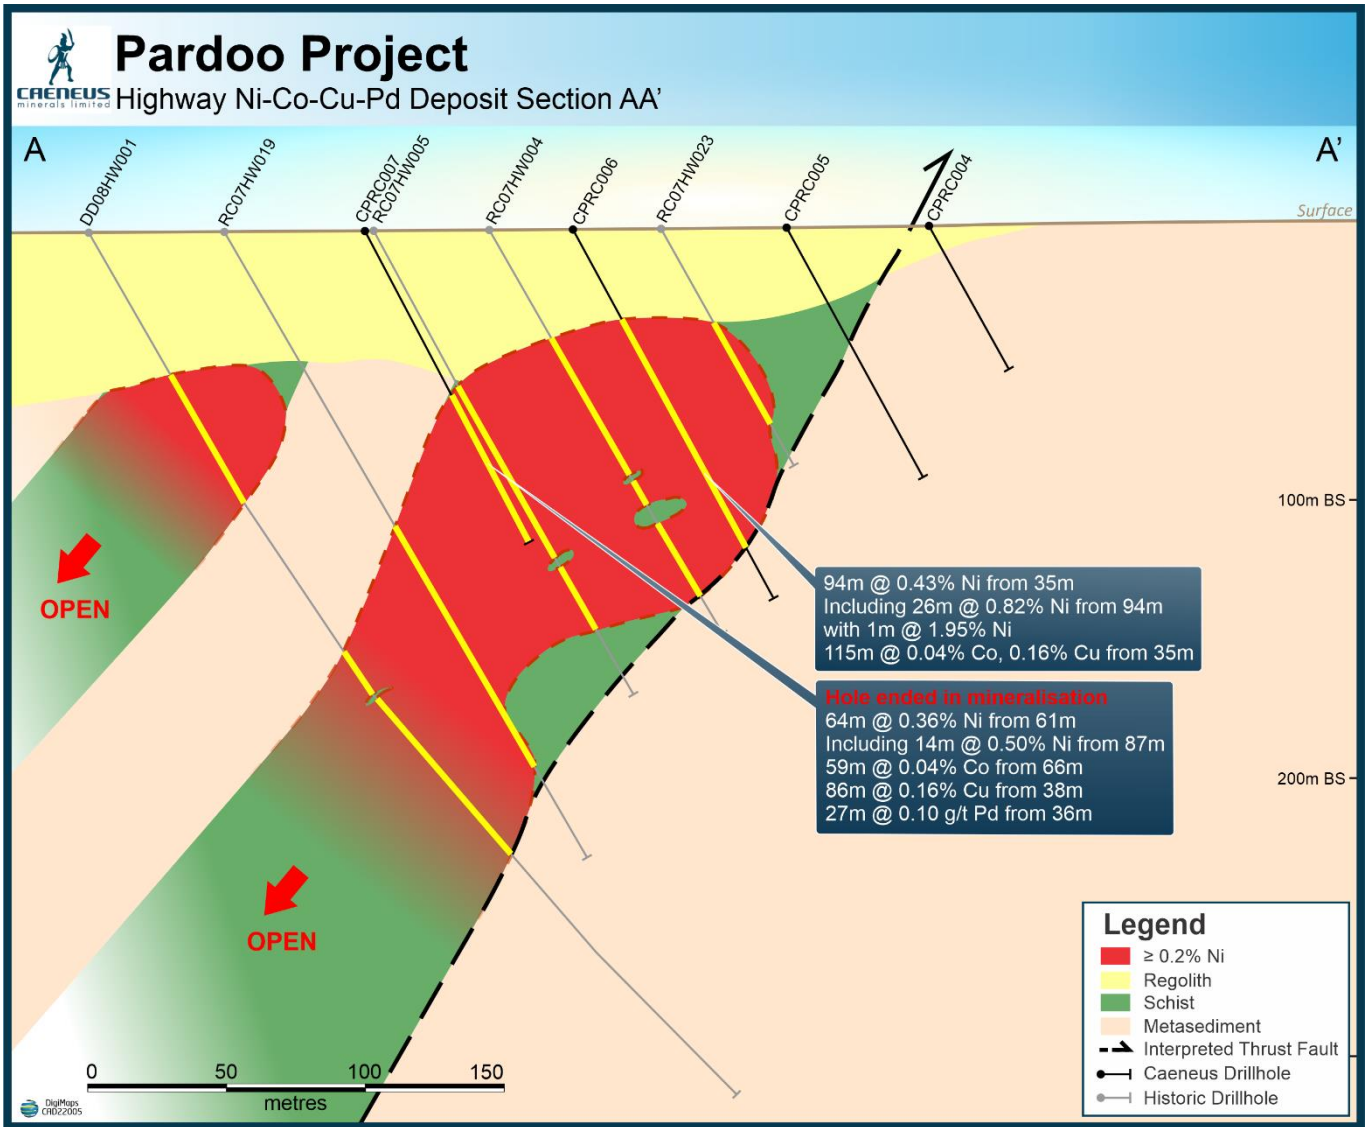 CAENEUS
minerals limited
Pardoo Project
Highway Ni-Co-Cu-Pd Deposit Section AA'
A
A'
DD08HW001
RC07HW019
CPRC007
RC07HW005
RC07HW004
CPRC006
RC07HW023
CPRC005
CPRC004
Surface
100m BS
200m BS
OPEN
OPEN
94m @ 0.43% Ni from 35m
Including 26m @ 0.82% Ni from 94m
with 1m @ 1.95% Ni
115m @ 0.04% Co, 0.16% Cu from 35m
Hole ended in mineralisation
64m @ 0.36% Ni from 61m
Including 14m @ 0.50% Ni from 87m
59m @ 0.04% Co from 66m
86m @ 0.16% Cu from 38m
27m @ 0.10 g/t Pd from 36m
Legend
≥ 0.2% Ni
Regolith
Schist
Metasediment
Interpreted Thrust Fault
Caeneus Drillhole
Historic Drillhole
0 50 100 150
metres
DigiMaps
CAD22005